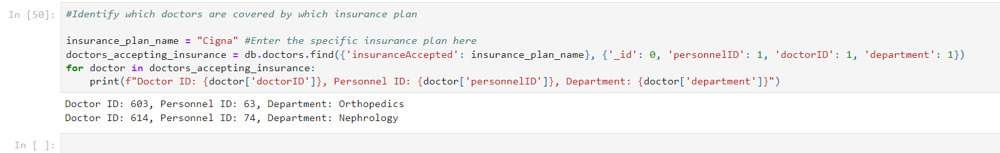 In [50]: #Identify which doctors are covered by which insurance plan
insurance_plan_name = "Cigna" #Enter the specific insurance plan here
doctors_accepting_insurance = db.doctors.find({'insuranceAccepted': insurance_plan_name}, {'_id': 0, 'personnelID': 1, 'doctorID': 1, 'department': 1})
for doctor in doctors_accepting_insurance:
    print(f"Doctor ID: {doctor['doctorID']}, Personnel ID: {doctor['personnelID']}, Department: {doctor['department']}")
Doctor ID: 603, Personnel ID: 63, Department: Orthopedics
Doctor ID: 614, Personnel ID: 74, Department: Nephrology
In [ ]: